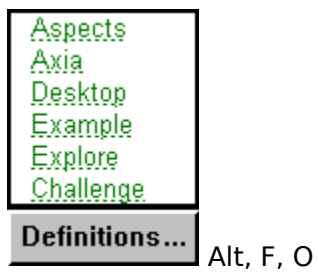 Aspects
Axia
Desktop
Example
Explore
Challenge
Definitions... Alt, F, O